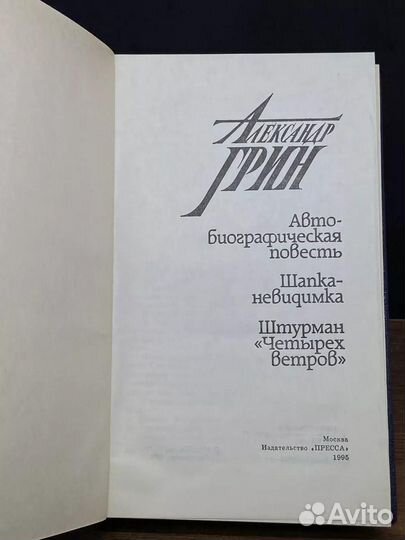 Александр
Грин
Авто-
биографическая
повесть
Шапка-
невидимка
Штурман
«Четырех
ветров»
Москва
Издательство «ПРЕССА»
1995
Avito